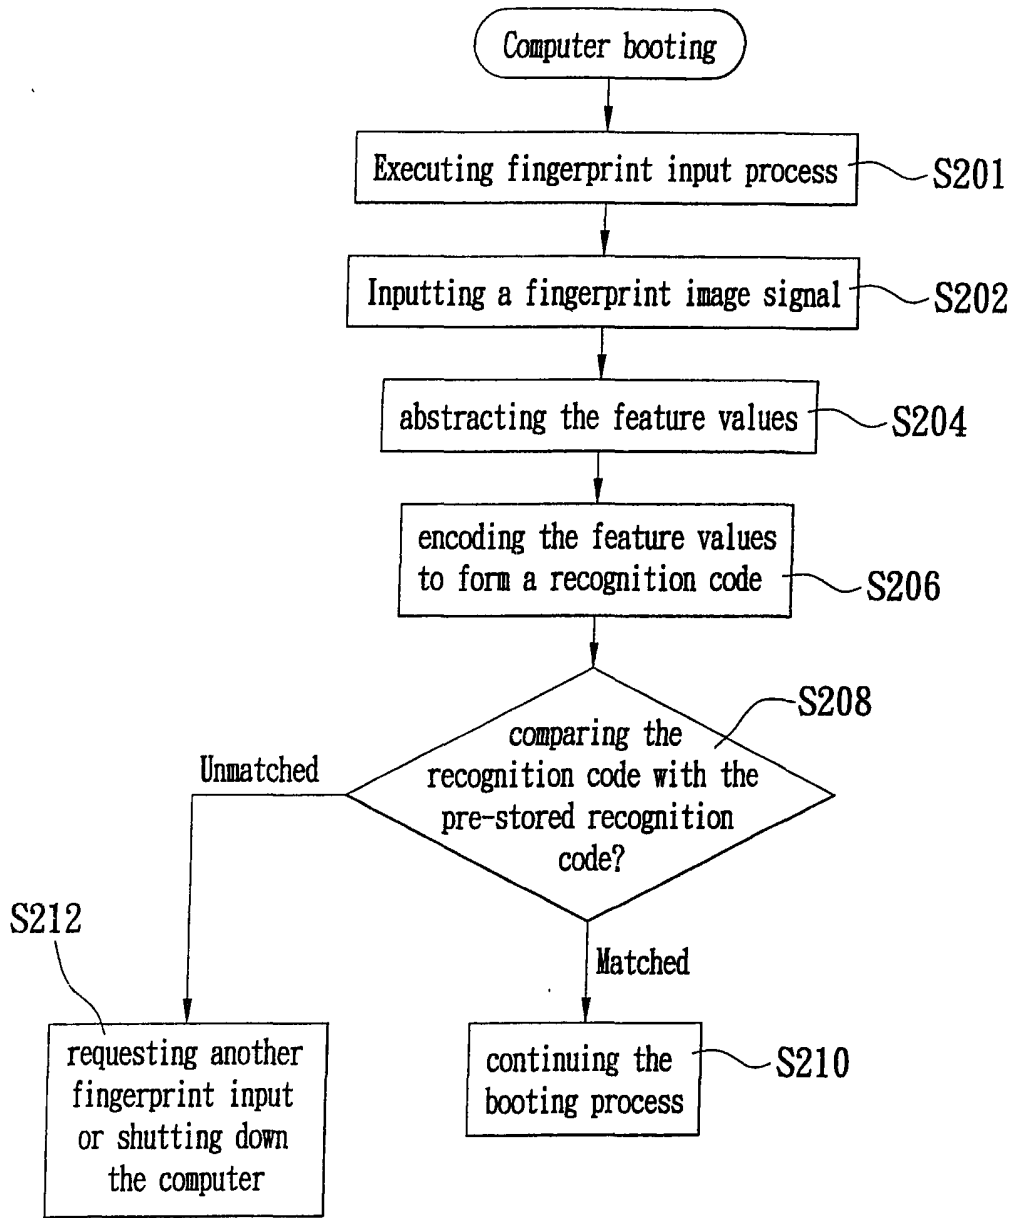 Computer booting
Executing fingerprint input process
S201
Inputting a fingerprint image signal
S202
abstracting the feature values
S204
encoding the feature values
to form a recognition code
S206
S208
comparing the
recognition code with the
pre-stored recognition
code?
Unmatched
Matched
S212
requesting another
fingerprint input
or shutting down
the computer
continuing the
booting process
S210